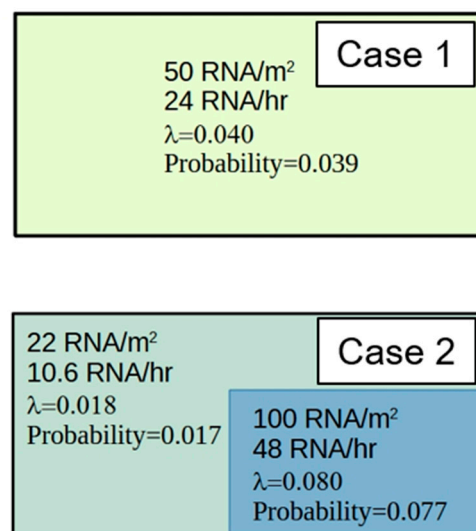 Case 1
50 RNA/m²
24 RNA/hr
λ=0.040
Probability=0.039
Case 2
22 RNA/m²
10.6 RNA/hr
λ=0.018
Probability=0.017
100 RNA/m²
48 RNA/hr
λ=0.080
Probability=0.077